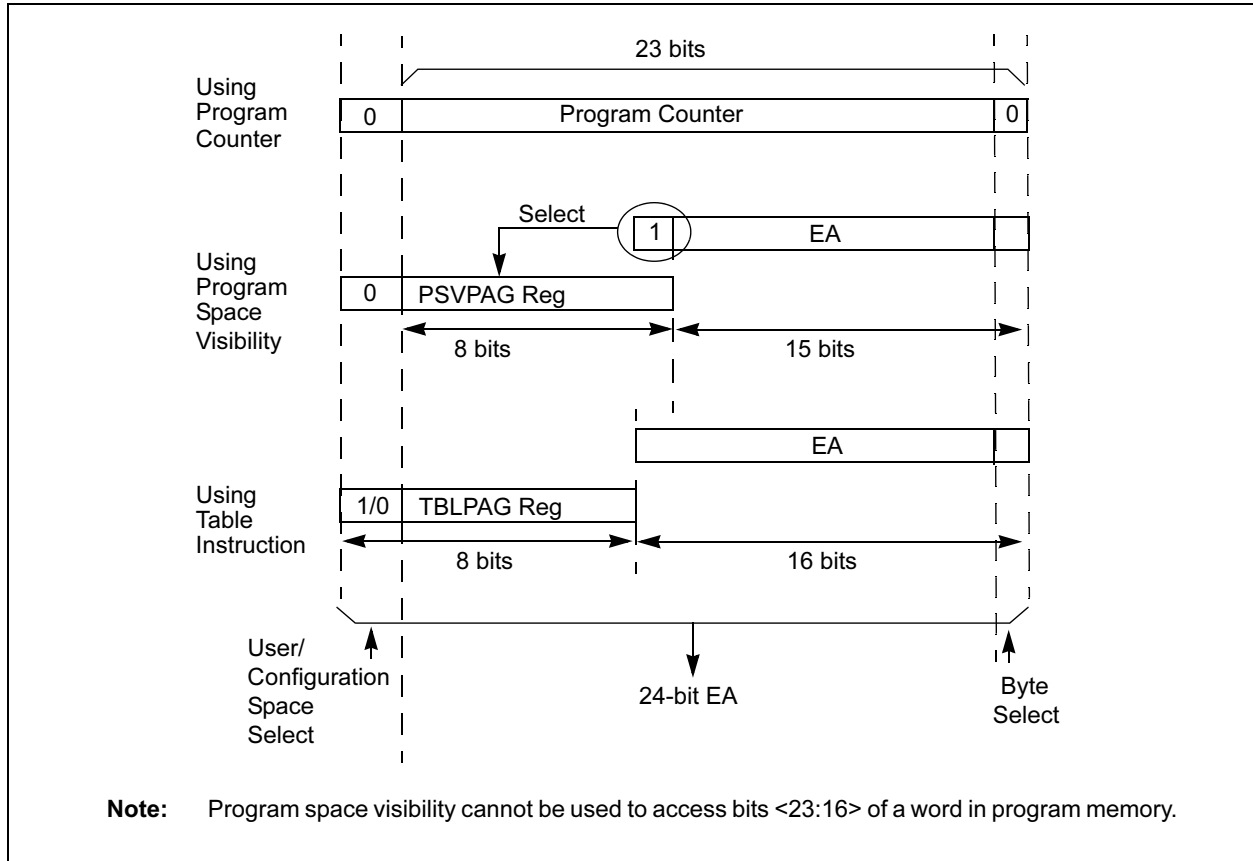 23 bits
Using
Program
Counter
0
Program Counter
0
Select
1
EA
Using
Program
Space
Visibility
0
PSVPAG Reg
8 bits
15 bits
EA
Using
Table
Instruction
1/0
TBLPAG Reg
8 bits
16 bits
User/
Configuration
Space
Select
24-bit EA
Byte
Select
Note: Program space visibility cannot be used to access bits <23:16> of a word in program memory.